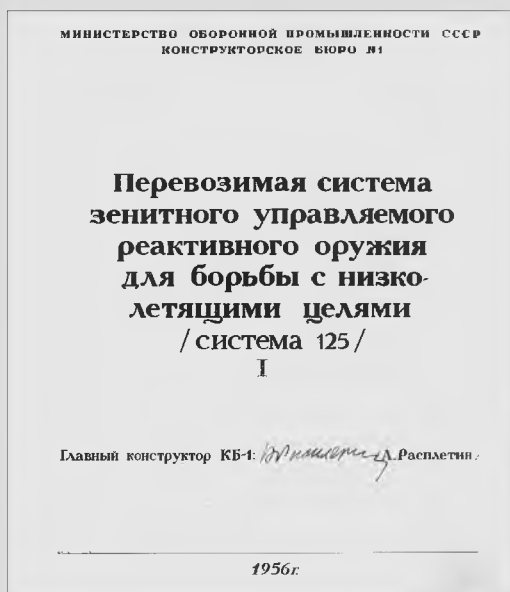 МИНИСТЕРСТВО ОБОРОННОЙ ПРОМЫШЛЕННОСТИ СССР
КОНСТРУКТОРСКОЕ БЮРО №1
Перевозимая система
зенитного управляемого
реактивного оружия
для борьбы с низко-
летящими целями
/система 125/
I
Главный конструктор КБ-1: А.Расплетин.
1956г.